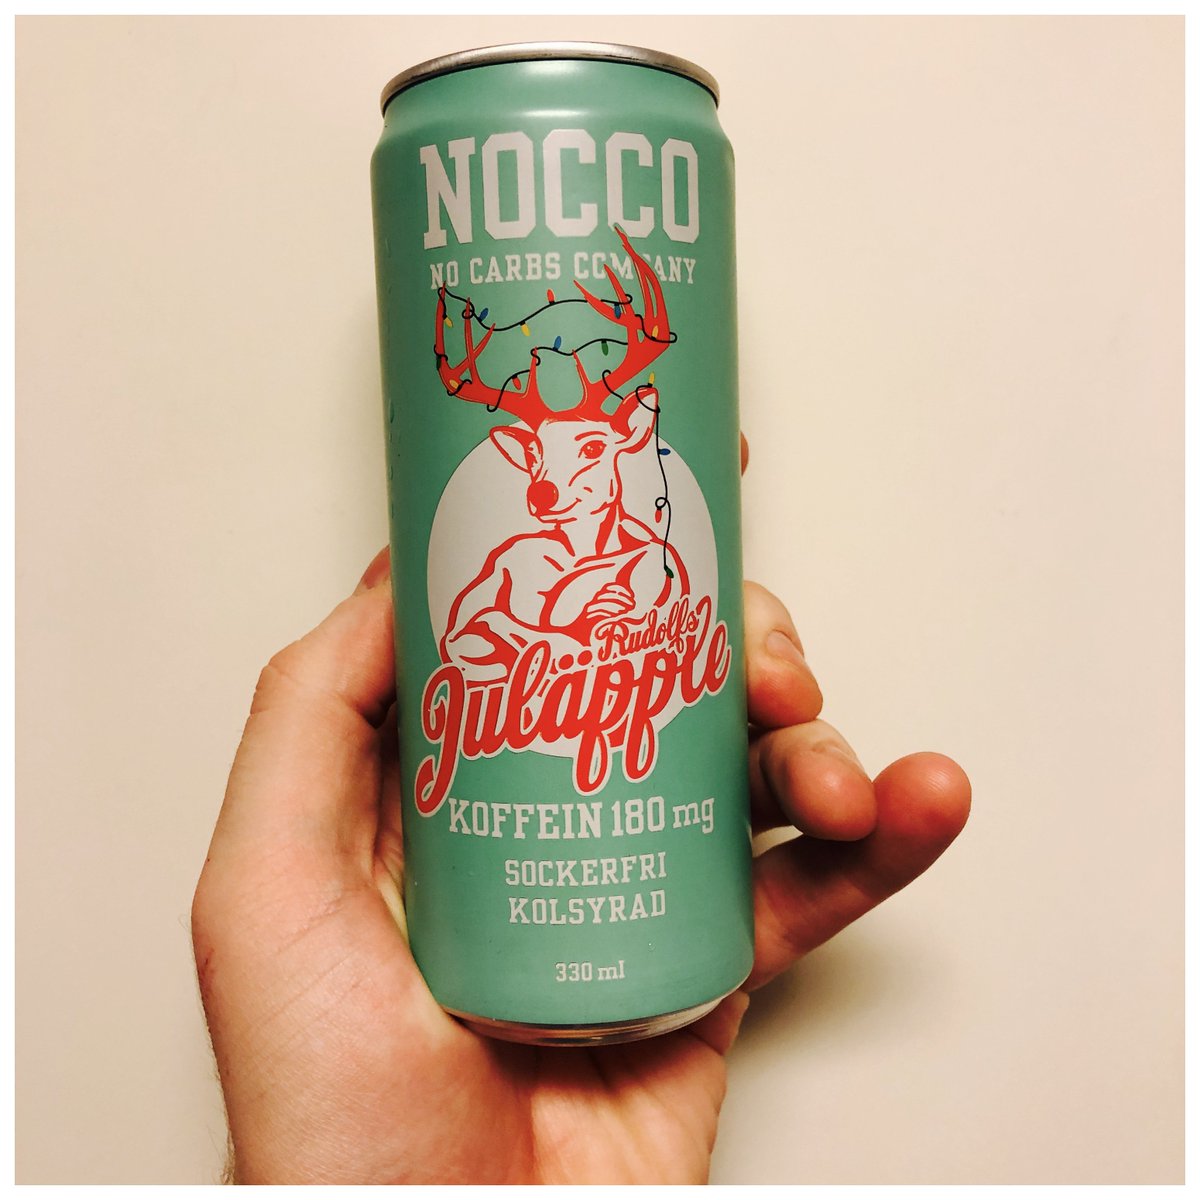 NOCCO
NO CARBS COMPANY
Rudolfs
Juläpple
KOFFEIN 180 mg
SOCKERFRI
KOLSYRAD
330 ml